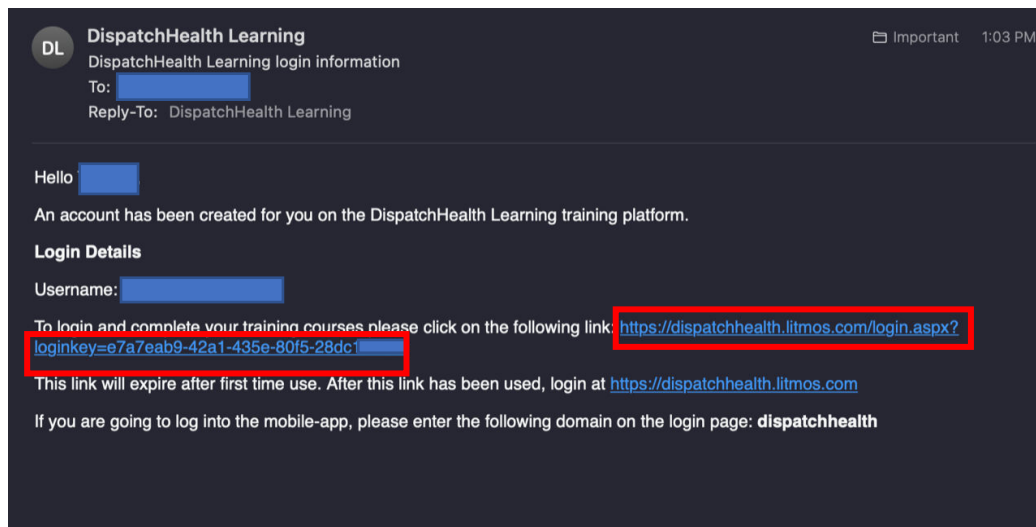 DL
DispatchHealth Learning
Important 1:03 PM
DispatchHealth Learning login information
To:
Reply-To: DispatchHealth Learning
Hello
An account has been created for you on the DispatchHealth Learning training platform.
Login Details
Username:
To login and complete your training courses please click on the following link: https://dispatchhealth.litmos.com/login.aspx?
loginkey=e7a7eab9-42a1-435e-80f5-28dc1
This link will expire after first time use. After this link has been used, login at https://dispatchhealth.litmos.com
If you are going to log into the mobile-app, please enter the following domain on the login page: dispatchhealth